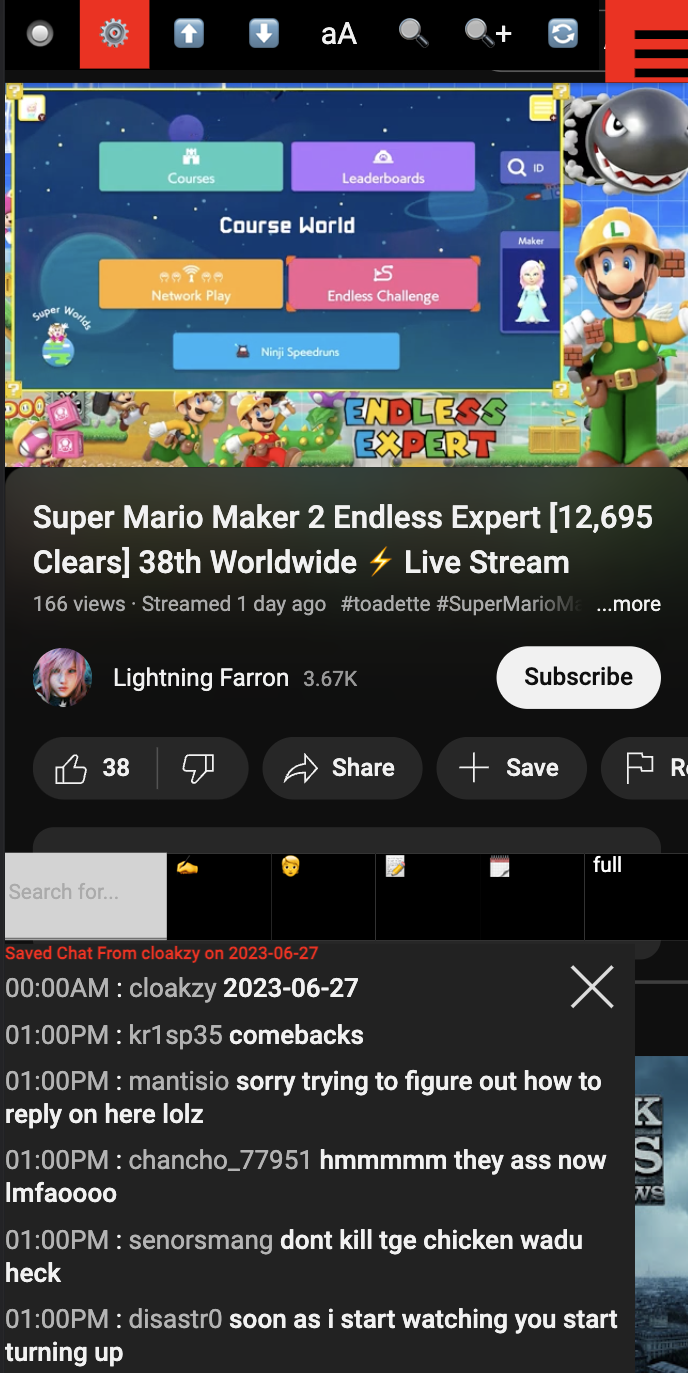 aA
+
ID
Courses
Leaderboards
Course World
Maker
Network Play
Endless Challenge
Super Worlds
Ninji Speedruns
L
ENDLESS
EXPERT
Super Mario Maker 2 Endless Expert [12,695
Clears] 38th Worldwide ⚡ Live Stream
166 views · Streamed 1 day ago #toadette #SuperMarioMa ...more
Lightning Farron 3.67K
Subscribe
38
Share
Save
Re
Search for...
full
Saved Chat From cloakzy on 2023-06-27
00:00AM : cloakzy 2023-06-27
01:00PM : kr1sp35 comebacks
01:00PM : mantisio sorry trying to figure out how to
reply on here lolz
01:00PM : chancho_77951 hmmmmm they ass now
lmfaoooo
01:00PM : senorsmang dont kill tge chicken wadu
heck
01:00PM : disastr0 soon as i start watching you start
turning up
K
S
WS